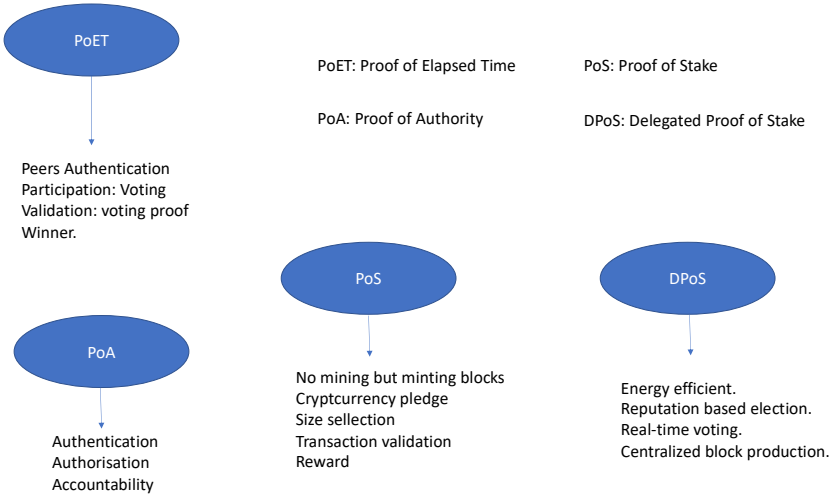 PoET
PoET: Proof of Elapsed Time
PoS: Proof of Stake
PoA: Proof of Authority
DPoS: Delegated Proof of Stake
Peers Authentication
Participation: Voting
Validation: voting proof
Winner.
PoS
No mining but minting blocks
Cryptcurrency pledge
Size sellection
Transaction validation
Reward
DPoS
Energy efficient.
Reputation based election.
Real-time voting.
Centralized block production.
PoA
Authentication
Authorisation
Accountability